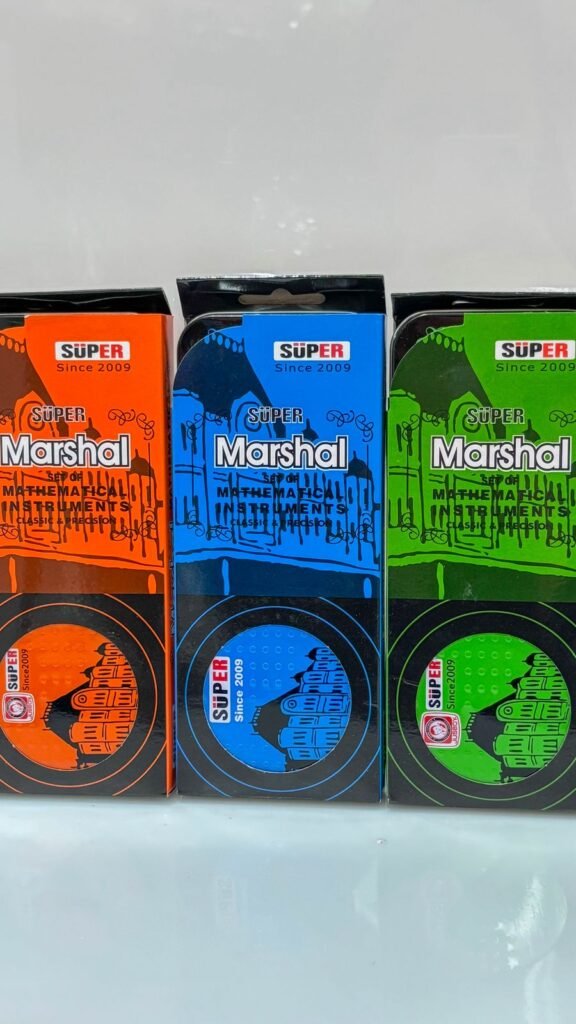 SÜPER
Since 2009
SÜPER
Marshal
SET OF
MATHEMATICAL
INSTRUMENTS
CLASSIC & PRECISION
SÜPER
Since 2009
SÜPER
Since 2009
SÜPER
Marshal
SET OF
MATHEMATICAL
INSTRUMENTS
CLASSIC & PRECISION
SÜPER
Since 2009
SÜPER
Since 2009
SÜPER
Marshal
SET OF
MATHEMATICAL
INSTRUMENTS
CLASSIC & PRECISION
SÜPER
Since 2009